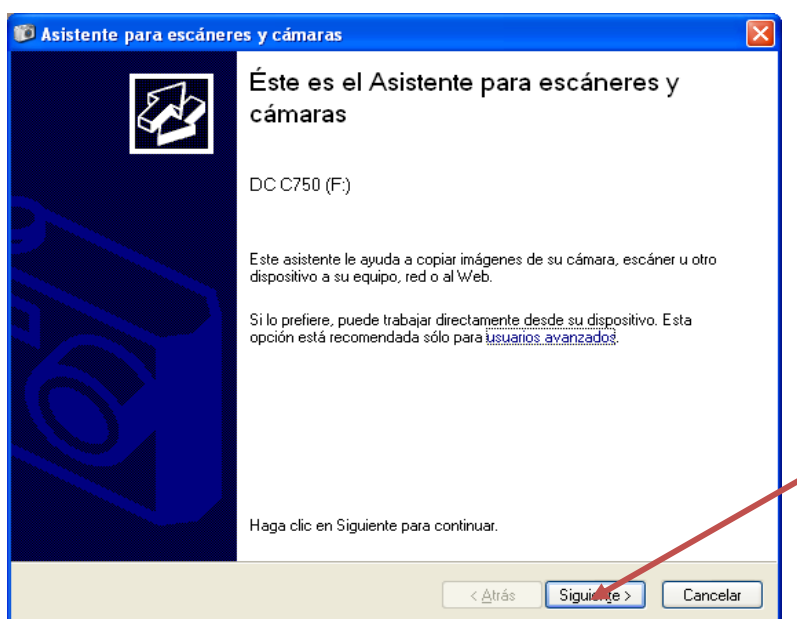 Asistente para escáneres y cámaras
Éste es el Asistente para escáneres y
cámaras
DC C750 (F:)
Este asistente le ayuda a copiar imágenes de su cámara, escáner u otro
dispositivo a su equipo, red o al Web.
Si lo prefiere, puede trabajar directamente desde su dispositivo. Esta
opción está recomendada sólo para usuarios avanzados.
Haga clic en Siguiente para continuar.
< Atrás
Siguiente >
Cancelar